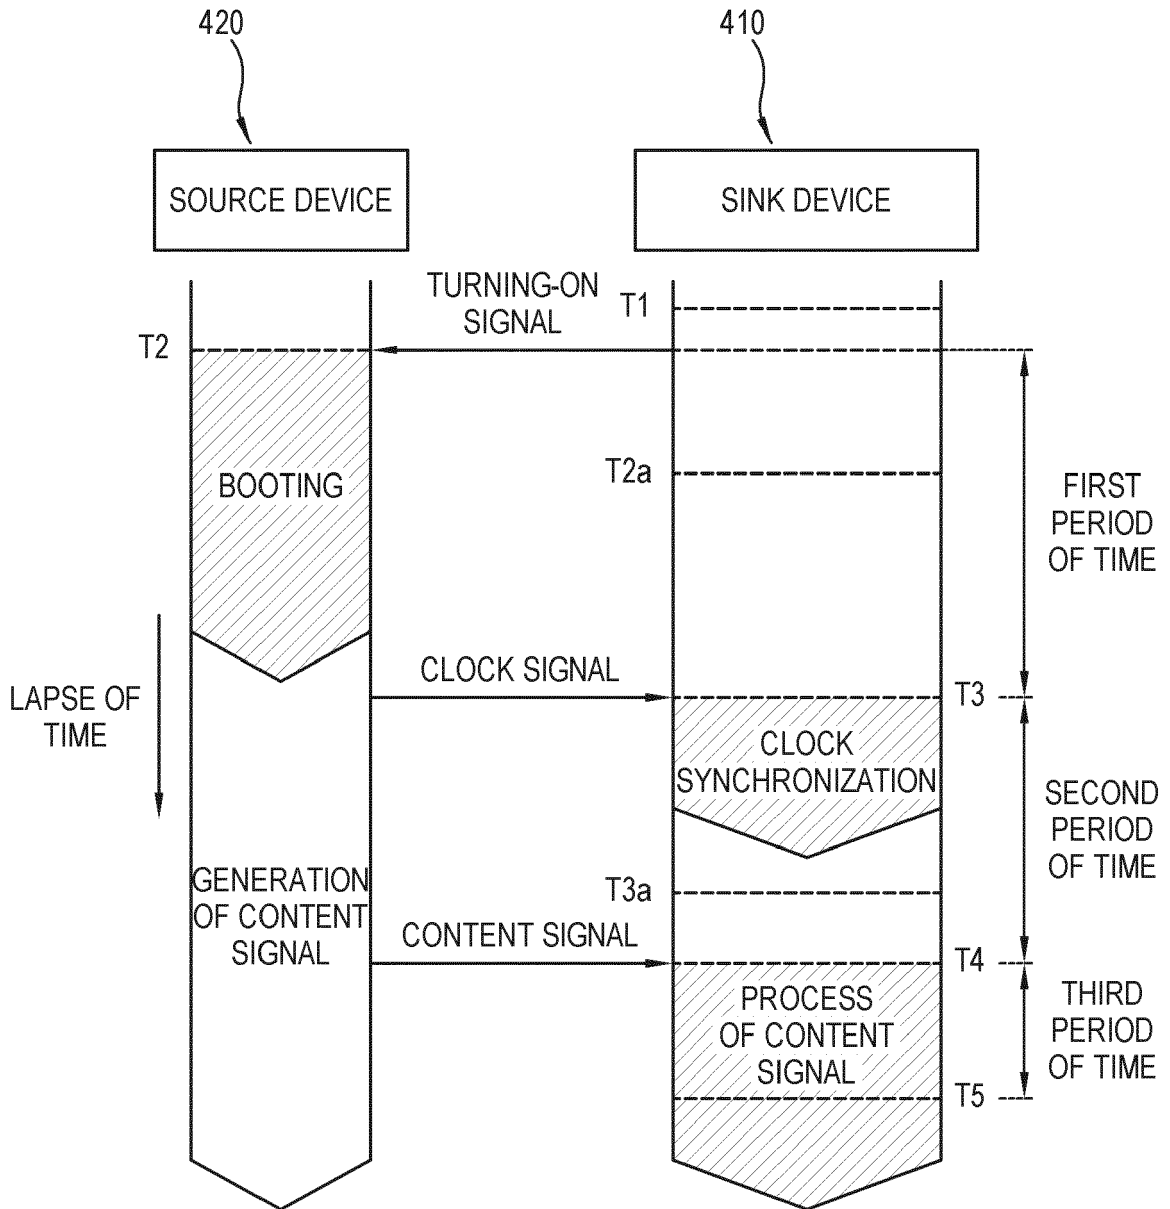 420
410
SOURCE DEVICE
SINK DEVICE
TURNING-ON
SIGNAL
T1
T2
BOOTING
T2a
FIRST
PERIOD
OF TIME
CLOCK SIGNAL
T3
LAPSE OF
TIME
CLOCK
SYNCHRONIZATION
SECOND
PERIOD
OF TIME
GENERATION
OF CONTENT
SIGNAL
T3a
CONTENT SIGNAL
T4
PROCESS
OF CONTENT
SIGNAL
THIRD
PERIOD
OF TIME
T5